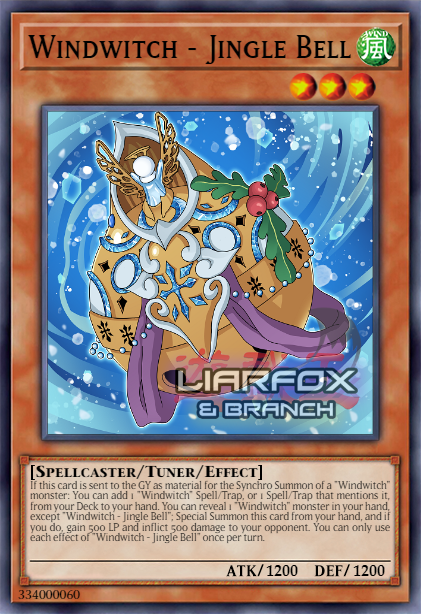 Windwitch - Jingle Bell
WIND
風
LIARFOX
& BRANCH
[Spellcaster/Tuner/Effect]
If this card is sent to the GY as material for the Synchro Summon of a "Windwitch"
monster: You can add 1 "Windwitch" Spell/Trap, or 1 Spell/Trap that mentions it,
from your Deck to your hand. You can reveal 1 "Windwitch" monster in your hand,
except "Windwitch - Jingle Bell"; Special Summon this card from your hand, and if
you do, gain 500 LP and inflict 500 damage to your opponent. You can only use
each effect of "Windwitch - Jingle Bell" once per turn.
ATK/1200 DEF/1200
334000060